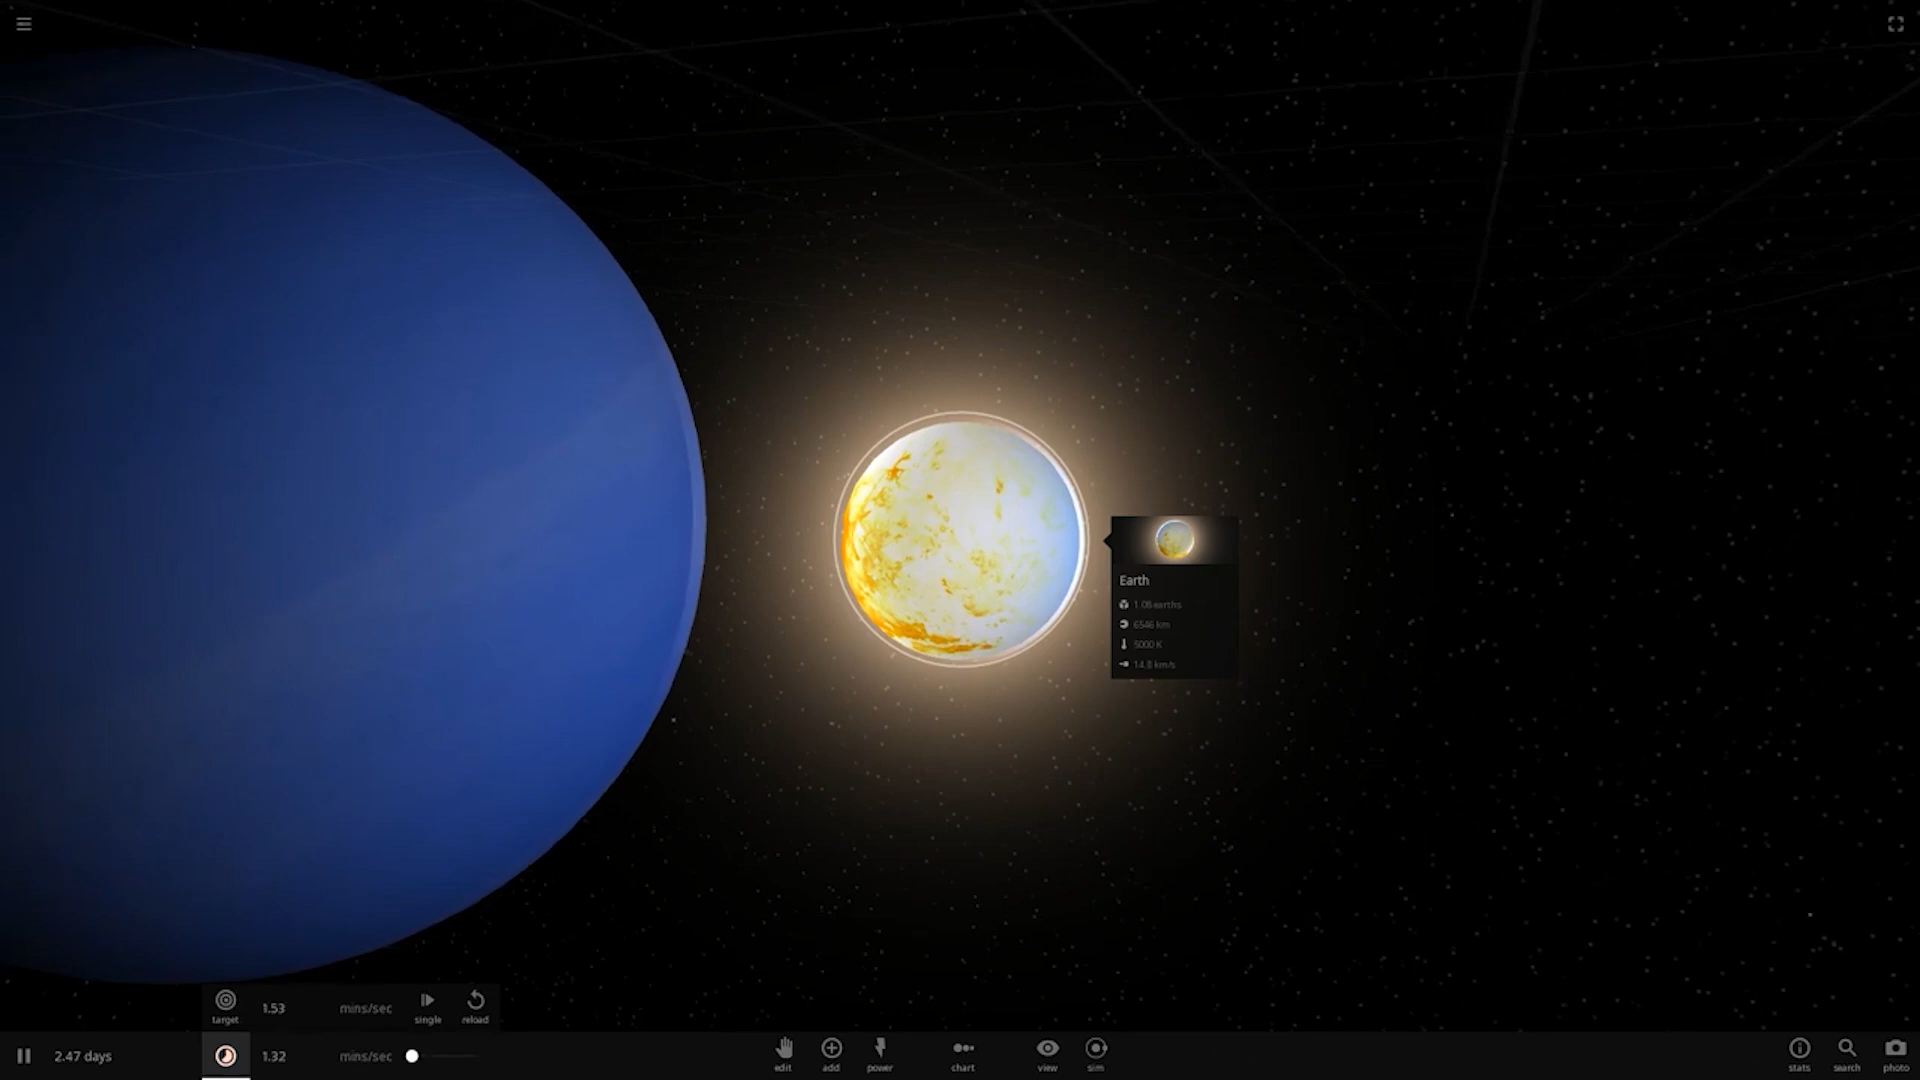 Earth
1.08 earths
6546 km
5000 K
14.8 km/s
target
1.53
mins/sec
single
reload
2.47 days
1.32
mins/sec
edit
add
power
chart
view
sim
stats
search
photo